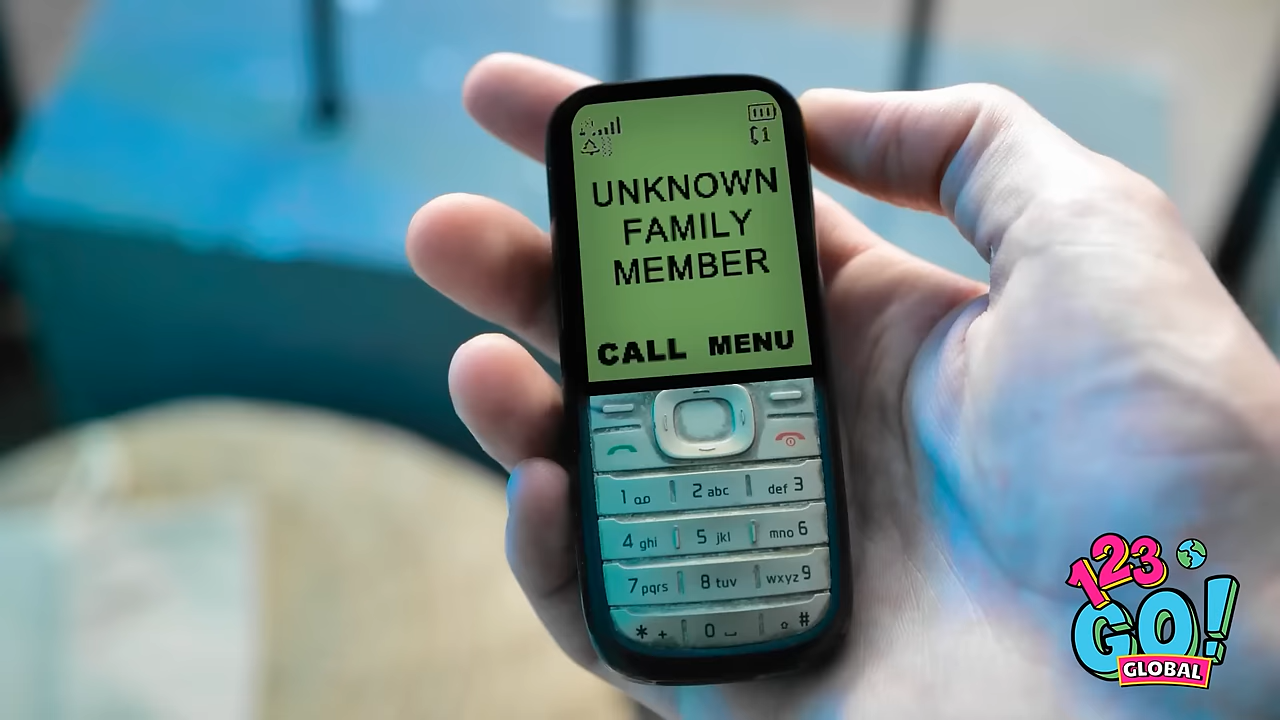 1
UNKNOWN
FAMILY
MEMBER
CALL MENU
1 2 abc def 3
4 ghi 5 jkl mno 6
7 pqrs 8 tuv wxyz 9
* + 0 #
123
GO!
GLOBAL